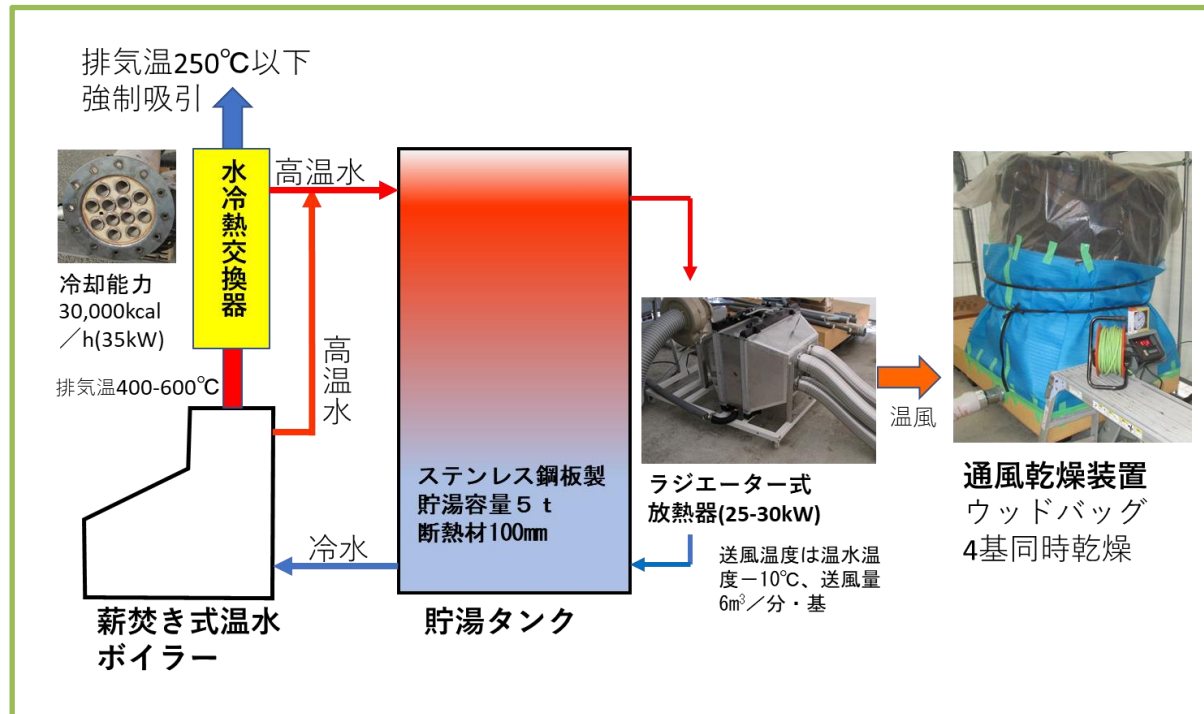 排気温250℃以下
強制吸引
水冷熱交換器
高温水
冷却能力
30,000kcal
／h(35kW)
排気温400-600℃
高温水
冷水
薪焚き式温水
ボイラー
ステンレス鋼板製
貯湯容量５ｔ
断熱材100mm
貯湯タンク
ラジエーター式
放熱器(25-30kW)
送風温度は温水温
度－10℃、送風量
6m³／分・基
温風
通風乾燥装置
ウッドバッグ
4基同時乾燥